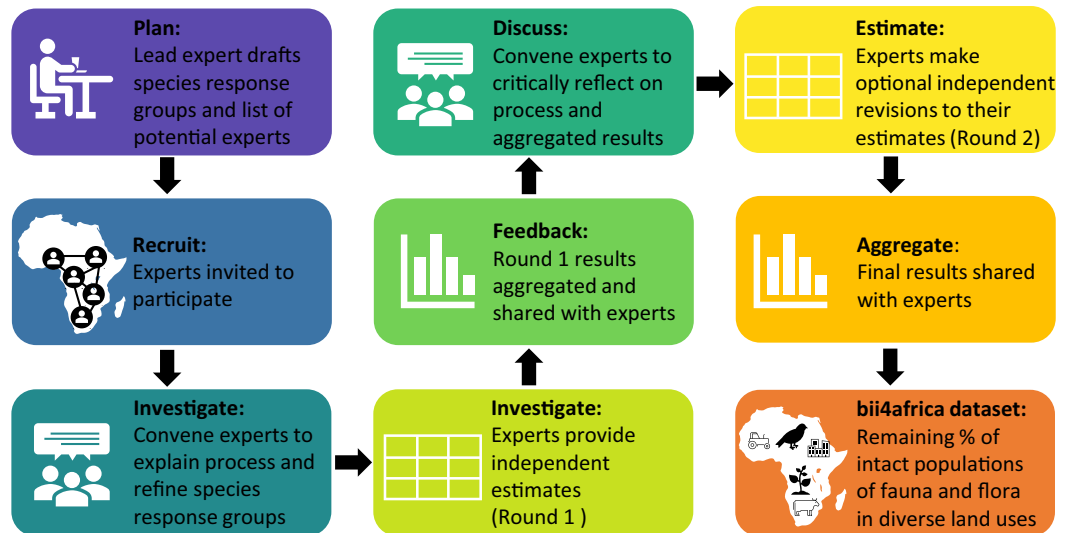 Plan:
Lead expert drafts
species response
groups and list of
potential experts
Recruit:
Experts invited to
participate
Investigate:
Convene experts to
explain process and
refine species
response groups
Investigate:
Experts provide
independent
estimates
(Round 1 )
Feedback:
Round 1 results
aggregated and
shared with experts
Discuss:
Convene experts to
critically reflect on
process and
aggregated results
Estimate:
Experts make
optional independent
revisions to their
estimates (Round 2)
Aggregate:
Final results shared
with experts
bii4africa dataset:
Remaining % of
intact populations
of fauna and flora
in diverse land uses